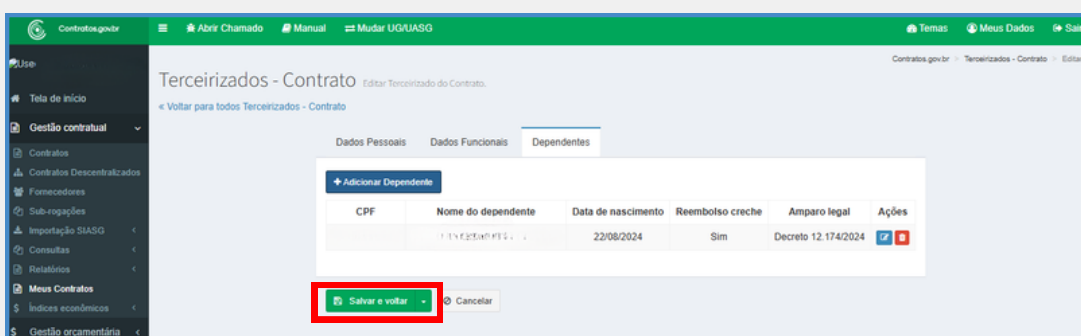 Contratos.gov.br
Abrir Chamado Manual Mudar UG/UASG Temas Meus Dados Sair
Contratos.gov.br > Terceirizados - Contrato > Editar
Use
Terceirizados - Contrato Editar Terceirizado do Contrato.
« Voltar para todos Terceirizados - Contrato
Tela de início
Gestão contratual
Contratos
Contratos Descentralizados
Fornecedores
Sub-rogações
Importação SIASG
Consultas
Relatórios
Meus Contratos
Índices econômicos
Gestão orçamentária
Dados Pessoais Dados Funcionais Dependentes
+ Adicionar Dependente
CPF Nome do dependente Data de nascimento Reembolso creche Amparo legal Ações
22/08/2024 Sim Decreto 12.174/2024
Salvar e voltar Cancelar